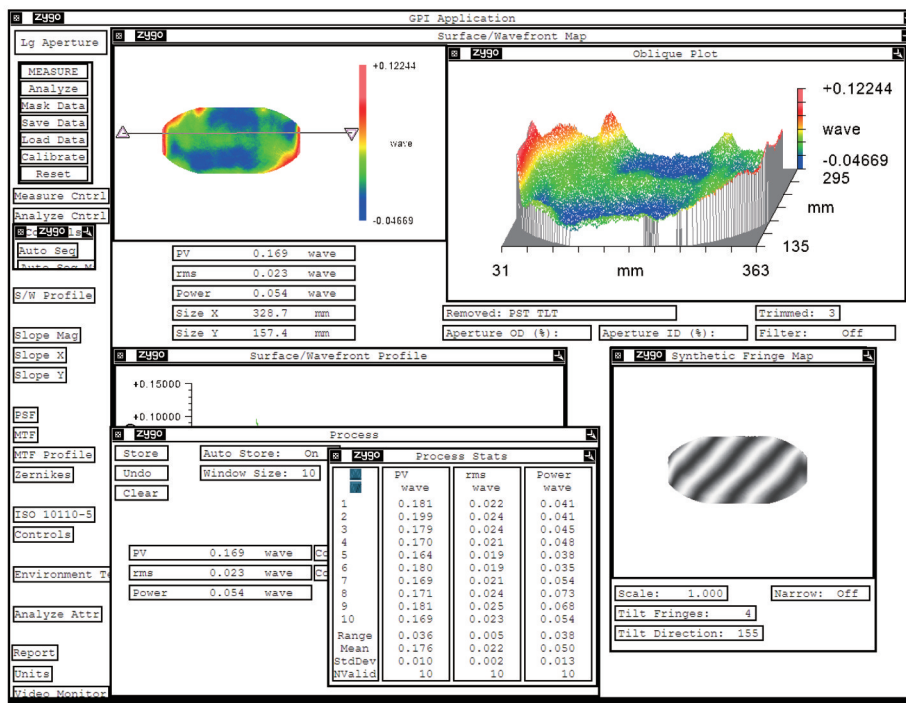 zygo GPI Application
Lg Aperture
MEASURE
Analyze
Mask Data
Save Data
Load Data
Calibrate
Reset
Measure Cntrl
Analyze Cntrl
zygo
Auto Seq
S/W Profile
Slope Mag
Slope X
Slope Y
PSF
MTF
MTF Profile
Zernikes
ISO 10110-5
Controls
Environment
Analyze Attr
Report
Units
Video Monitor
zygo Surface/Wavefront Map
+0.12244
wave
-0.04669
PV 0.169 wave
rms 0.023 wave
Power 0.054 wave
Size X 328.7 mm
Size Y 157.4 mm
zygo Oblique Plot
+0.12244
wave
-0.04669
295
mm
135
31 mm 363
Removed: PST TLT
Trimmed: 3
Aperture OD (%):
Aperture ID (%):
Filter: Off
zygo Surface/Wavefront Profile
+0.15000
+0.10000
zygo Process
Store
Undo
Clear
Auto Store: On
Window Size: 10
PV 0.169 wave
rms 0.023 wave
Power 0.054 wave
zygo Process Stats
PV rms Power
wave wave wave
1 0.181 0.022 0.041
2 0.199 0.024 0.041
3 0.179 0.024 0.045
4 0.170 0.021 0.048
5 0.164 0.019 0.038
6 0.180 0.019 0.035
7 0.169 0.021 0.054
8 0.171 0.024 0.073
9 0.181 0.025 0.068
10 0.169 0.023 0.054
Range 0.036 0.005 0.038
Mean 0.176 0.022 0.050
StdDev 0.010 0.002 0.013
NValid 10 10 10
zygo Synthetic Fringe Map
Scale: 1.000
Narrow: Off
Tilt Fringes: 4
Tilt Direction: 155